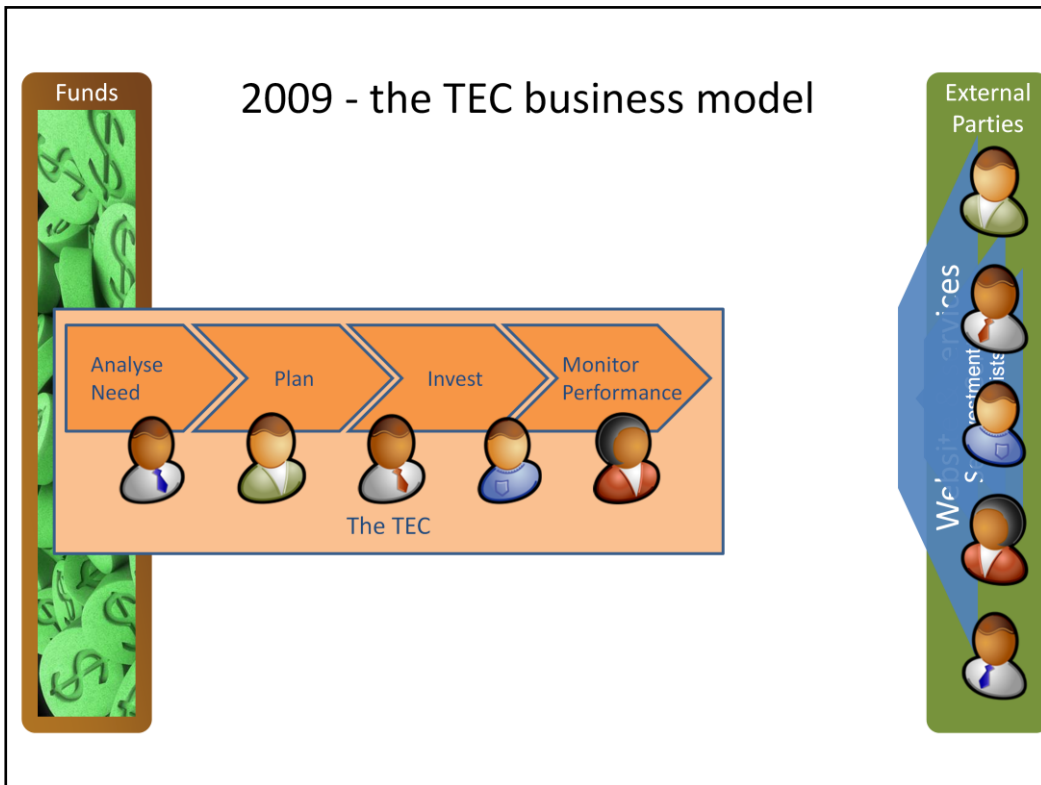 Funds
2009 - the TEC business model
External
Parties
Analyse
Need
Plan
Invest
Monitor
Performance
The TEC